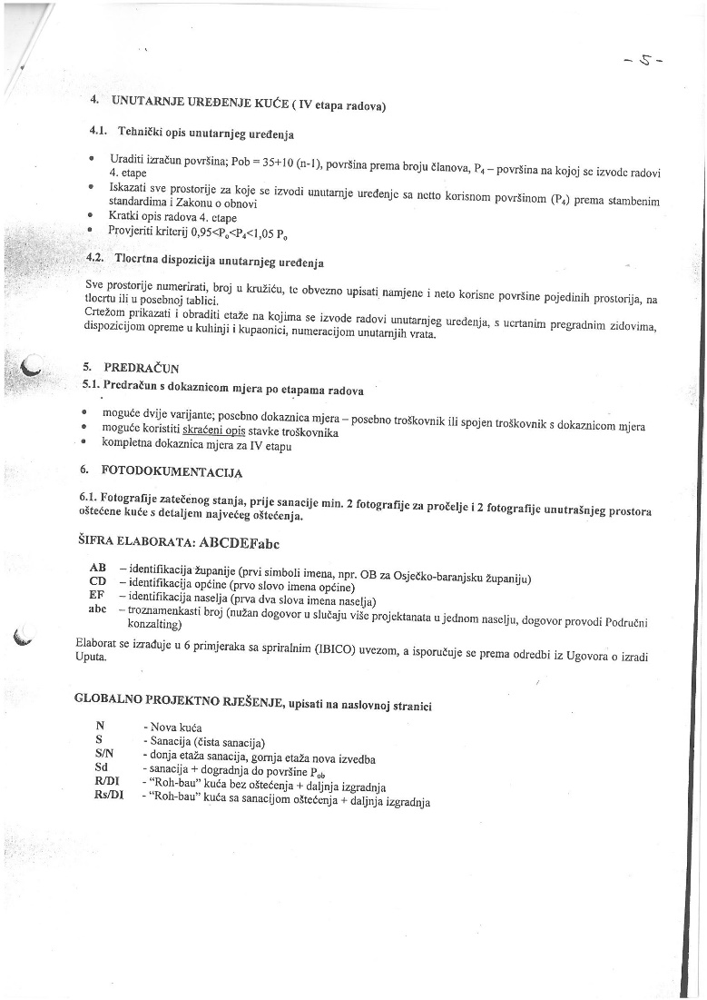 - 5 -
4. UNUTARNJE UREĐENJE KUĆE ( IV etapa radova)
4.1. Tehnički opis unutarnjeg uređenja
• Uraditi izračun površina; Pob = 35+10 (n-1), površina prema broju članova, P₄ – površina na kojoj se izvode radovi
4. etape
• Iskazati sve prostorije za koje se izvodi unutarnje uređenje sa netto korisnom površinom (P₄) prema stambenim
standardima i Zakonu o obnovi
• Kratki opis radova 4. etape
• Provjeriti kriterij 0,95<Pₒ<P₄<1,05 Pₒ
4.2. Tlocrtna dispozicija unutarnjeg uređenja
Sve prostorije numerirati, broj u kružiću, te obvezno upisati namjene i neto korisne površine pojedinih prostorija, na
tlocrtu ili u posebnoj tablici.
Crtežom prikazati i obraditi etaže na kojima se izvode radovi unutarnjeg uređenja, s ucrtanim pregradnim zidovima,
dispozicijom opreme u kuhinji i kupaonici, numeracijom unutarnjih vrata.
5. PREDRAČUN
5.1. Predračun s dokaznicom mjera po etapama radova
• moguće dvije varijante; posebno dokaznica mjera – posebno troškovnik ili spojen troškovnik s dokaznicom mjera
• moguće koristiti skraćeni opis stavke troškovnika
• kompletna dokaznica mjera za IV etapu
6. FOTODOKUMENTACIJA
6.1. Fotografije zatečenog stanja, prije sanacije min. 2 fotografije za pročelje i 2 fotografije unutrašnjeg prostora
oštećene kuće s detaljem najvećeg oštećenja.
ŠIFRA ELABORATA: ABCDEFabc
AB – identifikacija županije (prvi simboli imena, npr. OB za Osječko-baranjsku županiju)
CD – identifikacija općine (prvo slovo imena općine)
EF – identifikacija naselja (prva dva slova imena naselja)
abc – troznamenkasti broj (nužan dogovor u slučaju više projektanata u jednom naselju, dogovor provodi Područni
konzalting)
Elaborat se izrađuje u 6 primjeraka sa spriralnim (IBICO) uvezom, a isporučuje se prema odredbi iz Ugovora o izradi
Uputa.
GLOBALNO PROJEKTNO RJEŠENJE, upisati na naslovnoj stranici
N - Nova kuća
S - Sanacija (čista sanacija)
S/N - donja etaža sanacija, gornja etaža nova izvedba
Sd - sanacija + dogradnja do površine Pob
R/DI - “Roh-bau” kuća bez oštećenja + daljnja izgradnja
Rs/DI - “Roh-bau” kuća sa sanacijom oštećenja + daljnja izgradnja